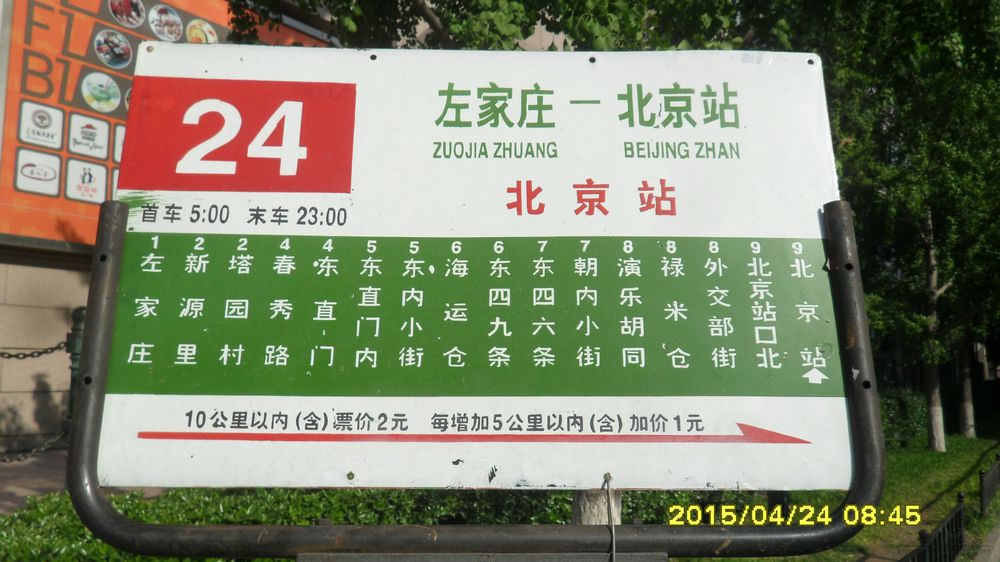 24
左家庄－北京站
ZUOJIA ZHUANG BEIJING ZHAN
北京站
首车 5:00 末车 23:00
1 左家庄
2 新源里
2 塔园村
4 春秀路
4 东直门
5 东直门内
5 东内小街
6 海运仓
6 东四九条
7 东四六条
7 朝内小街
8 演乐胡同
8 禄米仓
8 外交部街
9 北京站口北
9 北京站
10公里以内(含)票价2元 每增加5公里以内(含)加价1元
2015/04/24 08:45
F1
B1